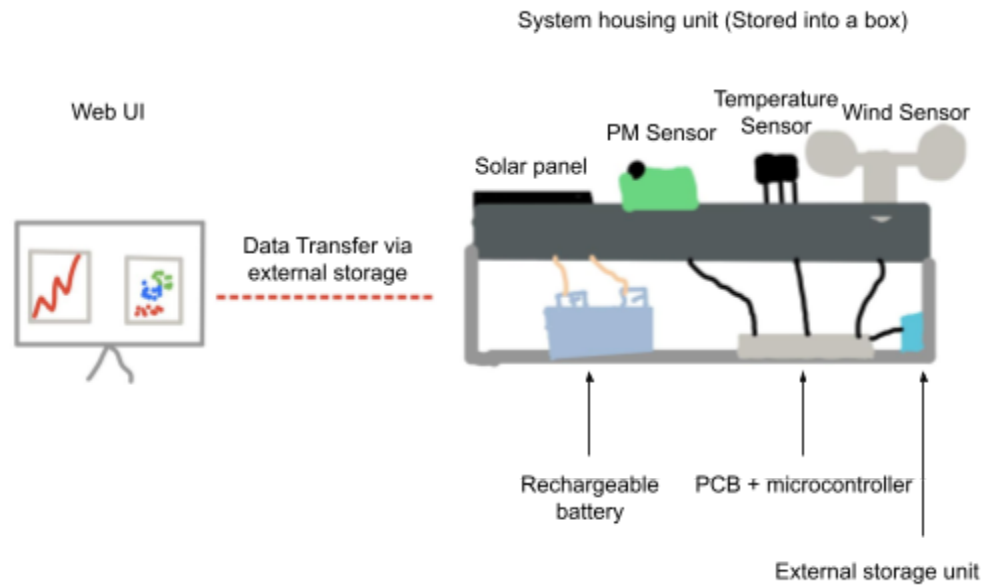 System housing unit (Stored into a box)
Web UI
Temperature
Sensor
Wind Sensor
PM Sensor
Solar panel
Data Transfer via
external storage
Rechargeable
battery
PCB + microcontroller
External storage unit